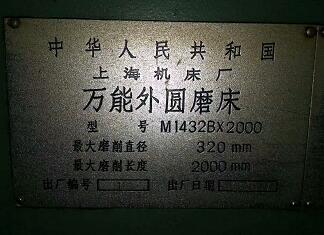 中华人民共和国
上海机床厂
万能外圆磨床
型 号 M1432BX2000
最大磨削直径 320 mm
最大磨削长度 2000 mm
出厂编号 出厂日期